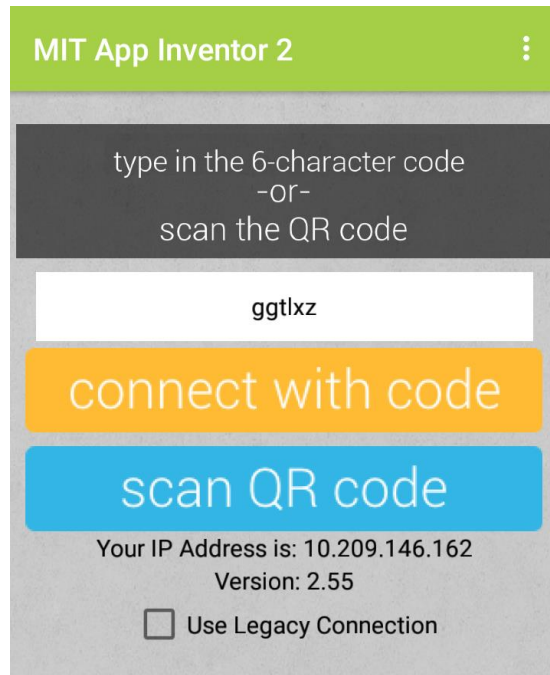 MIT App Inventor 2
type in the 6-character code
-or-
scan the QR code
ggtlxz
connect with code
scan QR code
Your IP Address is: 10.209.146.162
Version: 2.55
Use Legacy Connection